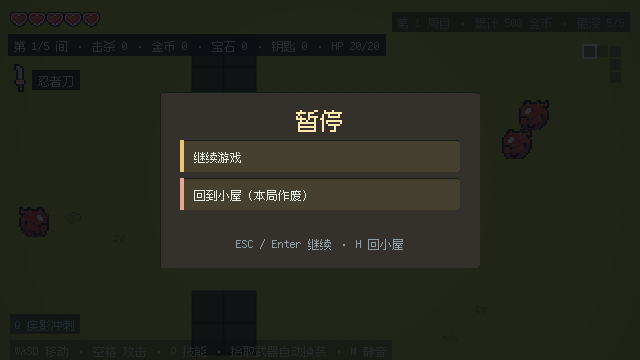 第 1/5 间 · 击杀 0 · 金币 0 · 宝石 0 · 钥匙 0 · HP 20/20
第 1 周目 · 累计 500 金币 · 最深 5/5
忍者刀
暂停
继续游戏
回到小屋（本局作废）
ESC / Enter 继续 · H 回小屋
Q 疾影冲刺
WASD 移动 · 空格 攻击 · Q 技能 · 拾取武器自动换装 · M 静音